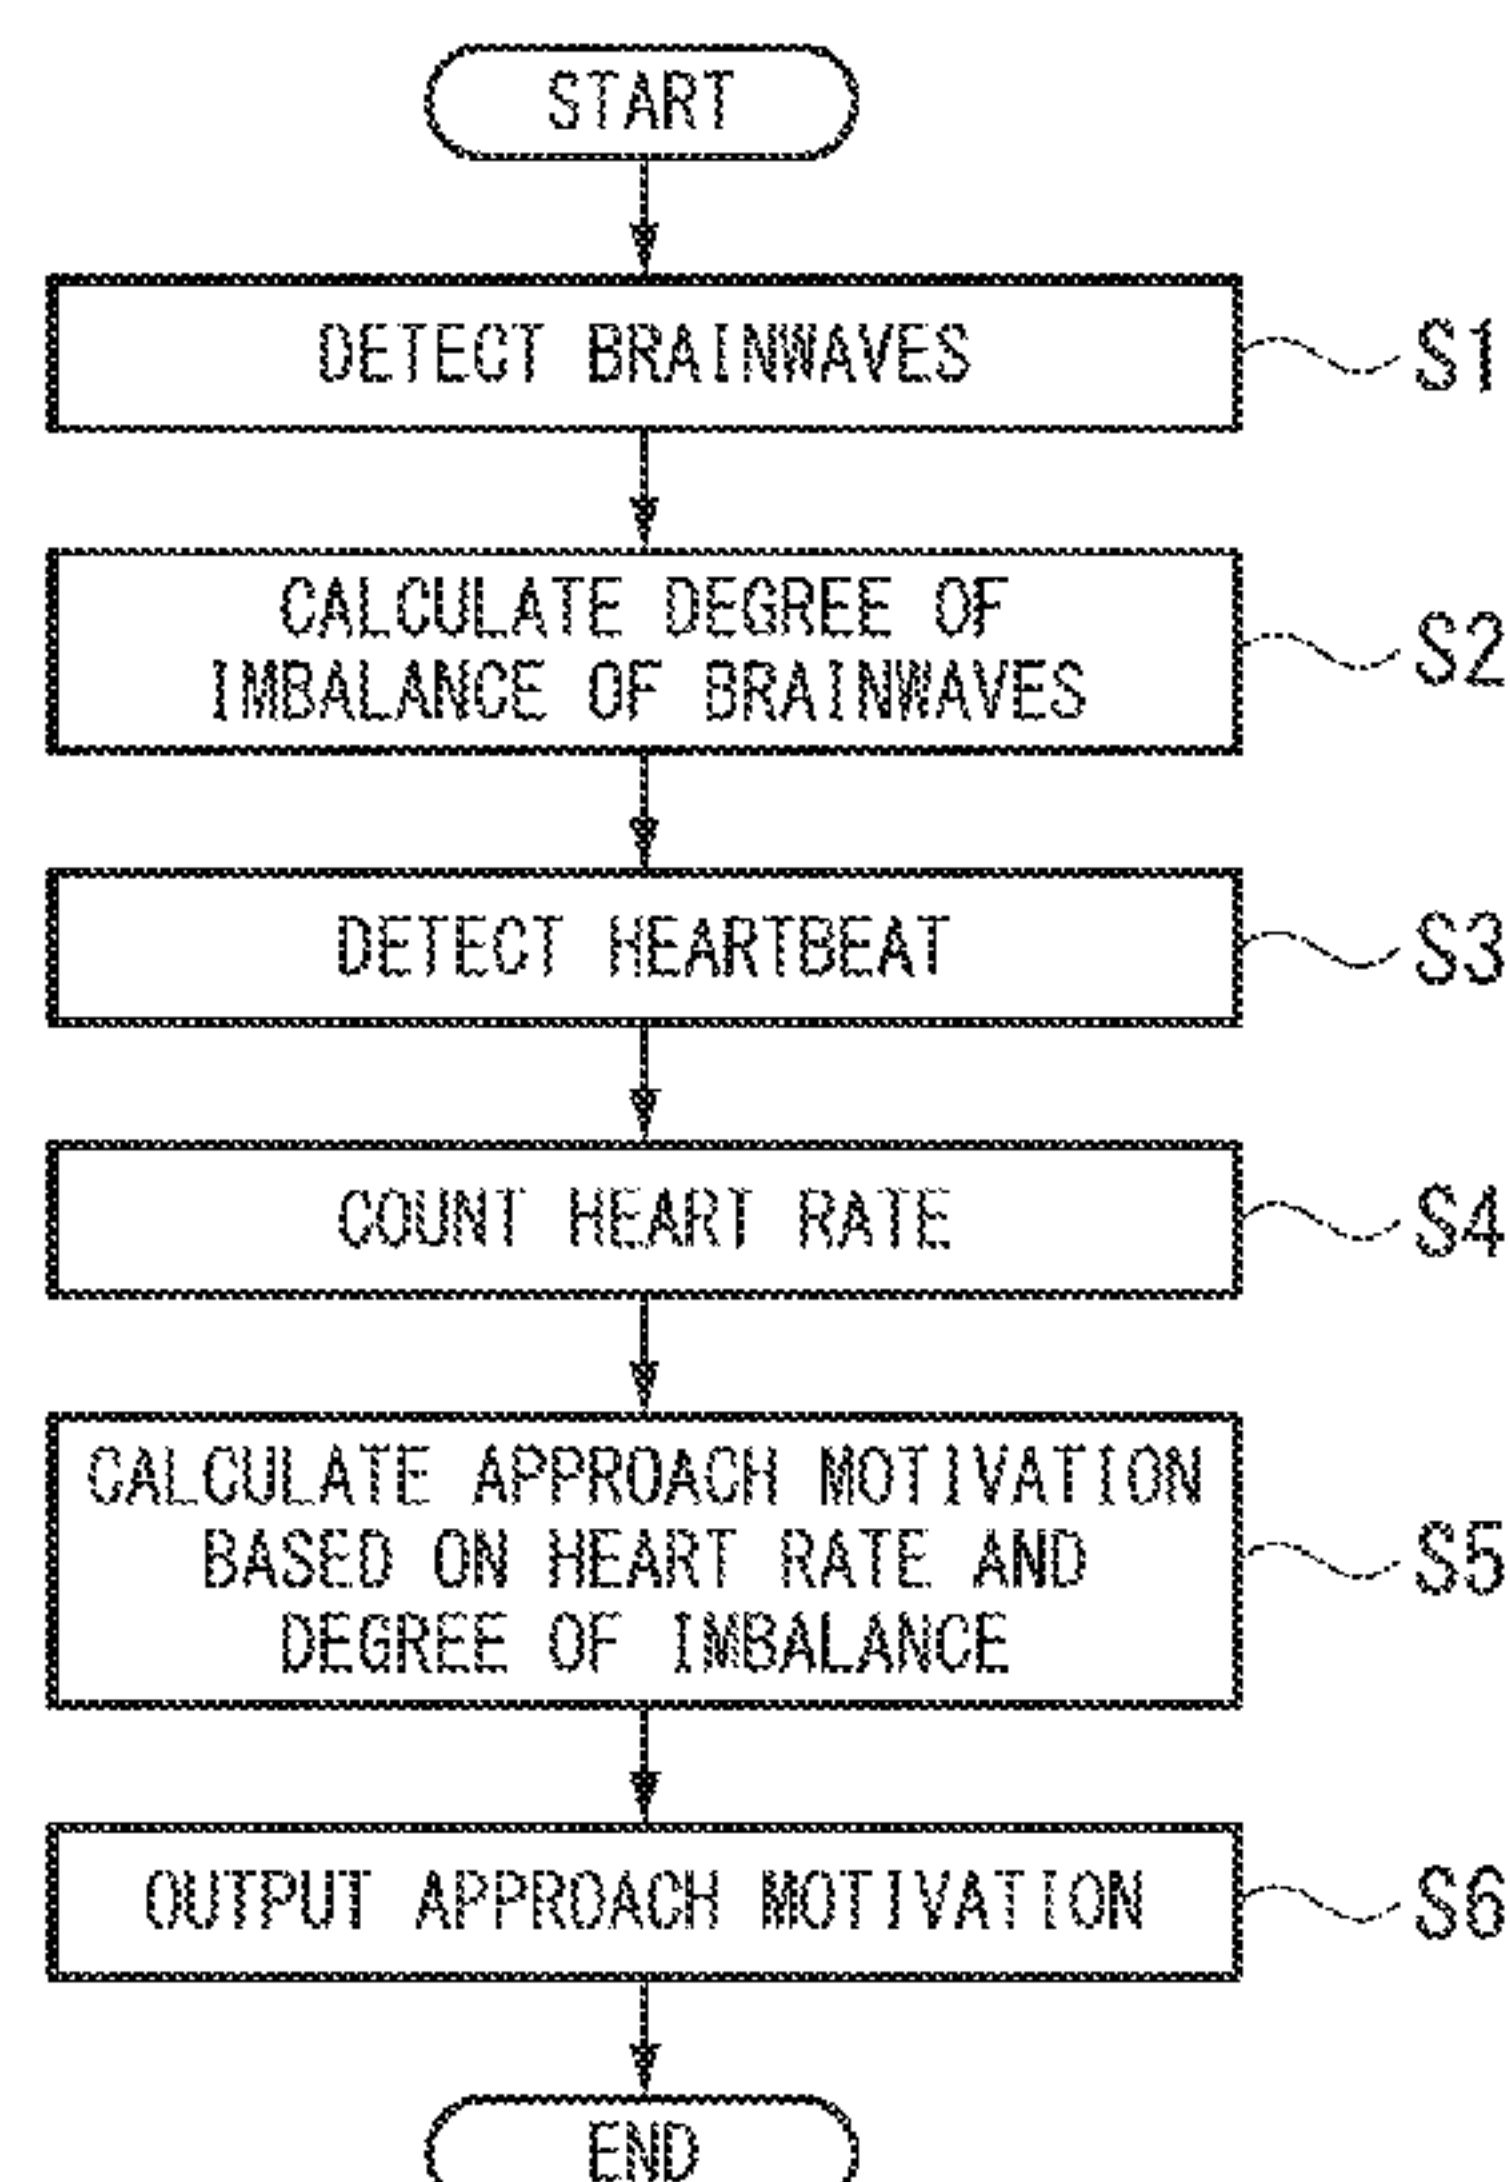 START
DETECT BRAINWAVES
S1
CALCULATE DEGREE OF
IMBALANCE OF BRAINWAVES
S2
DETECT HEARTBEAT
S3
COUNT HEART RATE
S4
CALCULATE APPROACH MOTIVATION
BASED ON HEART RATE AND
DEGREE OF IMBALANCE
S5
OUTPUT APPROACH MOTIVATION
S6
END